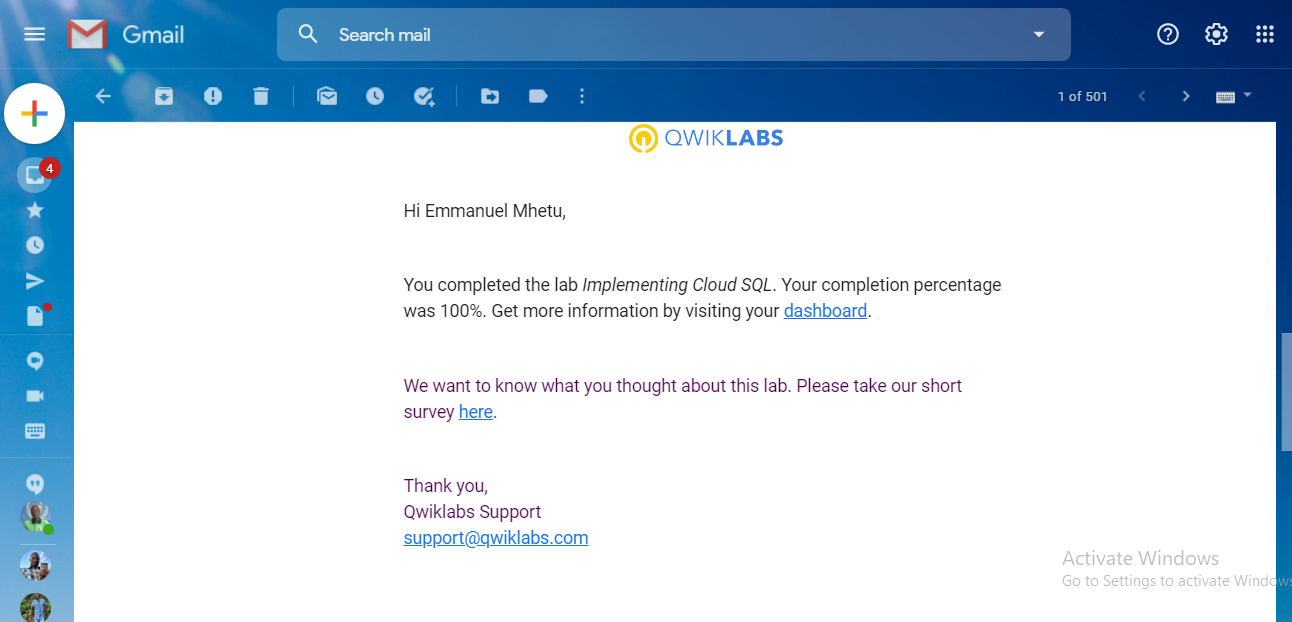 Gmail
Search mail
1 of 501
4
QWIKLABS
Hi Emmanuel Mhetu,
You completed the lab Implementing Cloud SQL. Your completion percentage
was 100%. Get more information by visiting your dashboard.
We want to know what you thought about this lab. Please take our short
survey here.
Thank you,
Qwiklabs Support
support@qwiklabs.com
Activate Windows
Go to Settings to activate Windows